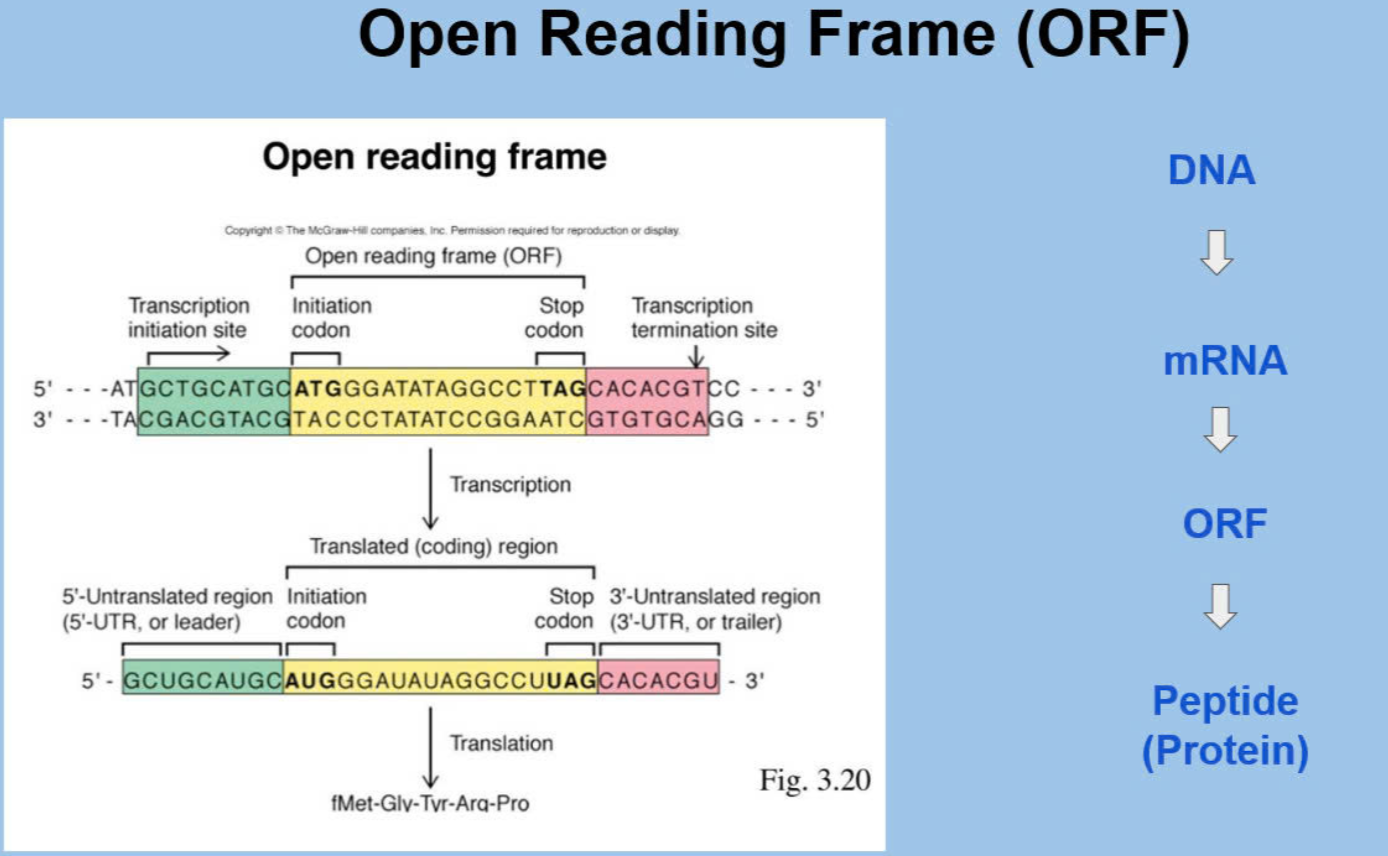 Open Reading Frame (ORF)
Open reading frame
Copyright © The McGraw-Hill companies, Inc. Permission required for reproduction or display.
Open reading frame (ORF)
Transcription
initiation site
Initiation
codon
Stop
codon
Transcription
termination site
5' - - -ATGCTGCATGCATGGGATATAGGCCTTAGCACACGTCC - - - 3'
3' - - -TACGACGTACGTACCCTATATCCGGAATCGTGTGCAGG - - - 5'
Transcription
Translated (coding) region
5'-Untranslated region
(5'-UTR, or leader)
Initiation
codon
Stop
codon
3'-Untranslated region
(3'-UTR, or trailer)
5' - GCUGCAUGCAUGGGAUAUAGGCCUUAGCACACGU - 3'
Translation
fMet-Gly-Tyr-Arg-Pro
Fig. 3.20
DNA
mRNA
ORF
Peptide
(Protein)